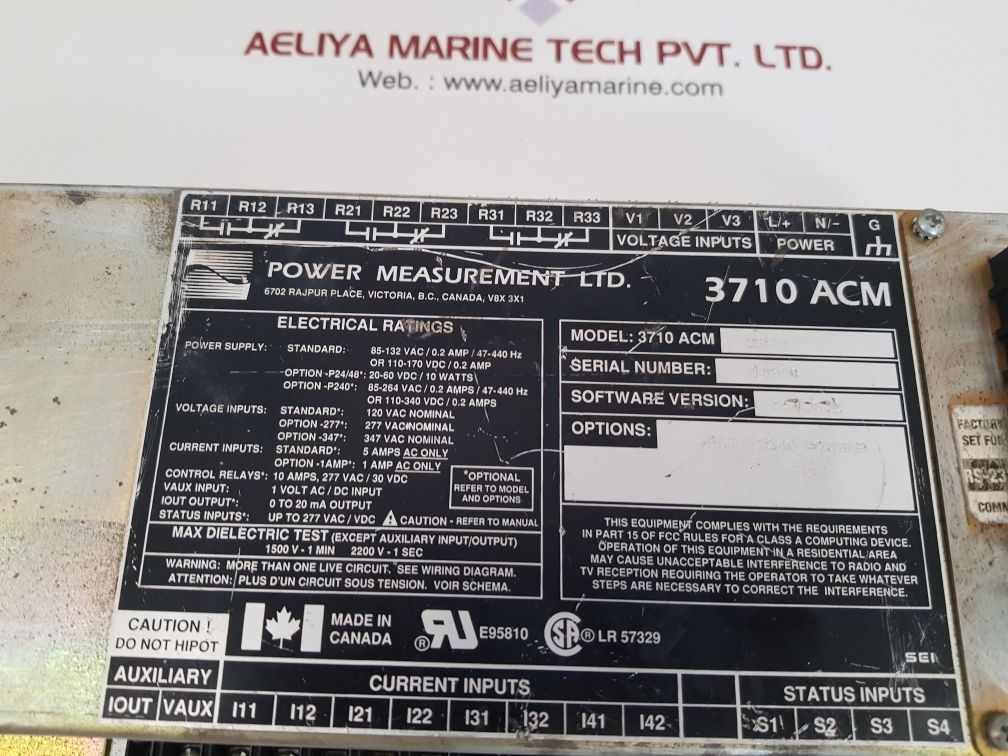 AELIYA MARINE TECH PVT. LTD.
Web. : www.aeliyamarine.com
R11 R12 R13 R21 R22 R23 R31 R32 R33 V1 V2 V3 L/+ N/- G
VOLTAGE INPUTS POWER
POWER MEASUREMENT LTD.
6702 RAJPUR PLACE, VICTORIA, B.C., CANADA, V8X 3X1
3710 ACM
ELECTRICAL RATINGS
POWER SUPPLY: STANDARD: 85-132 VAC / 0.2 AMP / 47-440 Hz
OR 110-170 VDC / 0.2 AMP
OPTION -P24/48*: 20-60 VDC / 10 WATTS
OPTION -P240*: 85-264 VAC / 0.2 AMPS / 47-440 Hz
OR 110-340 VDC / 0.2 AMPS
VOLTAGE INPUTS: STANDARD*: 120 VAC NOMINAL
OPTION -277*: 277 VAC NOMINAL
OPTION -347*: 347 VAC NOMINAL
CURRENT INPUTS: STANDARD*: 5 AMPS AC ONLY
OPTION -1AMP*: 1 AMP AC ONLY
CONTROL RELAYS*: 10 AMPS, 277 VAC / 30 VDC
VAUX INPUT: 1 VOLT AC / DC INPUT
IOUT OUTPUT*: 0 TO 20 mA OUTPUT
STATUS INPUTS*: UP TO 277 VAC / VDC CAUTION - REFER TO MANUAL
*OPTIONAL
REFER TO MODEL
AND OPTIONS
MAX DIELECTRIC TEST (EXCEPT AUXILIARY INPUT/OUTPUT)
1500 V - 1 MIN 2200 V - 1 SEC
WARNING: MORE THAN ONE LIVE CIRCUIT. SEE WIRING DIAGRAM.
ATTENTION: PLUS D'UN CIRCUIT SOUS TENSION. VOIR SCHEMA.
MODEL: 3710 ACM
SERIAL NUMBER:
SOFTWARE VERSION:
OPTIONS:
THIS EQUIPMENT COMPLIES WITH THE REQUIREMENTS
IN PART 15 OF FCC RULES FOR A CLASS A COMPUTING DEVICE.
OPERATION OF THIS EQUIPMENT IN A RESIDENTIAL AREA
MAY CAUSE UNACCEPTABLE INTERFERENCE TO RADIO AND
TV RECEPTION REQUIRING THE OPERATOR TO TAKE WHATEVER
STEPS ARE NECESSARY TO CORRECT THE INTERFERENCE.
FACTORY
SET FOR
CAUTION !
DO NOT HIPOT
MADE IN
CANADA
® E95810
® LR 57329
SEI
AUXILIARY CURRENT INPUTS STATUS INPUTS
IOUT VAUX I11 I12 I21 I22 I31 I32 I41 I42 S1 S2 S3 S4